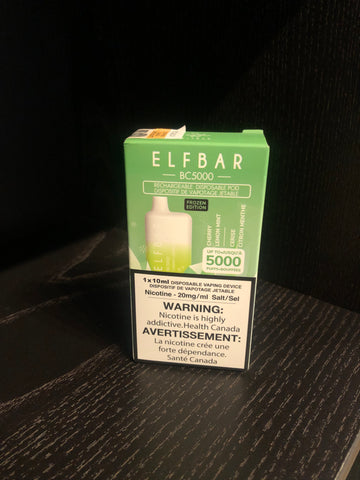 ELFBAR
BC5000
RECHARGEABLE DISPOSABLE POD
DISPOSITIF DE VAPOTAGE JETABLE
FROZEN
EDITION
CHERRY
LEMON MINT
CERISE
CITRON MENTHE
ELFBAR
UP TO•JUSQU'À
5000
PUFFS•BOUFFÉES
1 x 10ml DISPOSABLE VAPING DEVICE
DISPOSITIF DE VAPOTAGE JETABLE
Nicotine - 20mg/ml Salt/Sel
WARNING:
Nicotine is highly
addictive.Health Canada
AVERTISSEMENT:
La nicotine crée une
forte dépendance.
Santé Canada